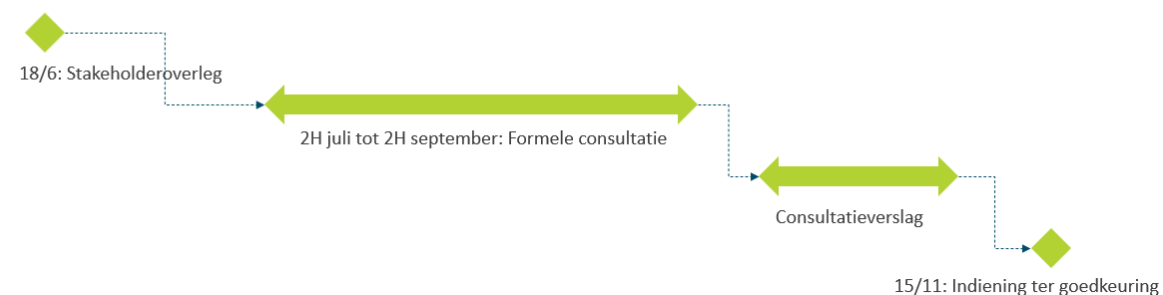 18/6: Stakeholderoverleg
2H juli tot 2H september: Formele consultatie
Consultatieverslag
15/11: Indiening ter goedkeuring